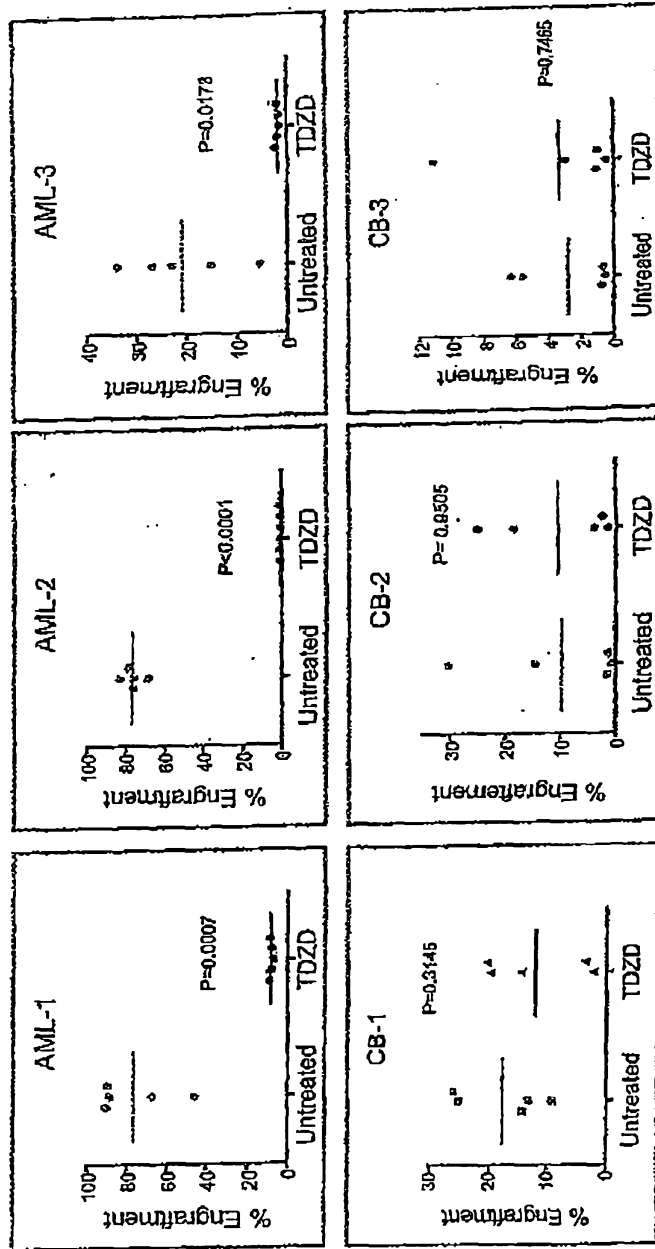 AML-1
% Engraftment
100
80
60
40
20
0
P=0.0007
Untreated
TDZD
AML-2
% Engraftment
100
80
60
40
20
0
P<0.0001
Untreated
TDZD
AML-3
% Engraftment
40
30
20
10
0
P=0.0173
Untreated
TDZD
CB-1
% Engraftment
30
20
10
0
P=0.3145
Untreated
TDZD
CB-2
% Engraftement
30
20
10
0
P= 0.9505
Untreated
TDZD
CB-3
% Engraftment
12
10
8
6
4
2
0
P=0.7465
Untreated
TDZD